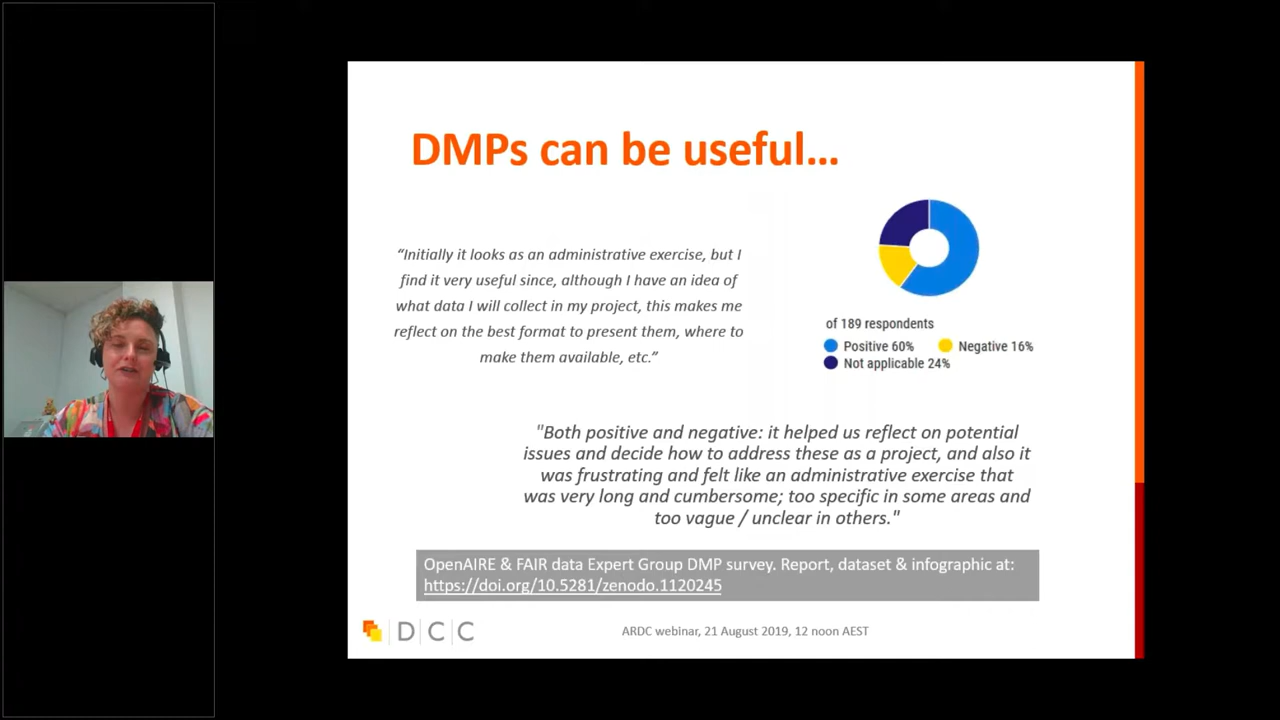 DMPs can be useful...
“Initially it looks as an administrative exercise, but I
find it very useful since, although I have an idea of
what data I will collect in my project, this makes me
reflect on the best format to present them, where to
make them available, etc.”
of 189 respondents
Positive 60%
Negative 16%
Not applicable 24%
"Both positive and negative: it helped us reflect on potential
issues and decide how to address these as a project, and also it
was frustrating and felt like an administrative exercise that
was very long and cumbersome; too specific in some areas and
too vague / unclear in others."
OpenAIRE & FAIR data Expert Group DMP survey. Report, dataset & infographic at:
https://doi.org/10.5281/zenodo.1120245
DCC
ARDC webinar, 21 August 2019, 12 noon AEST